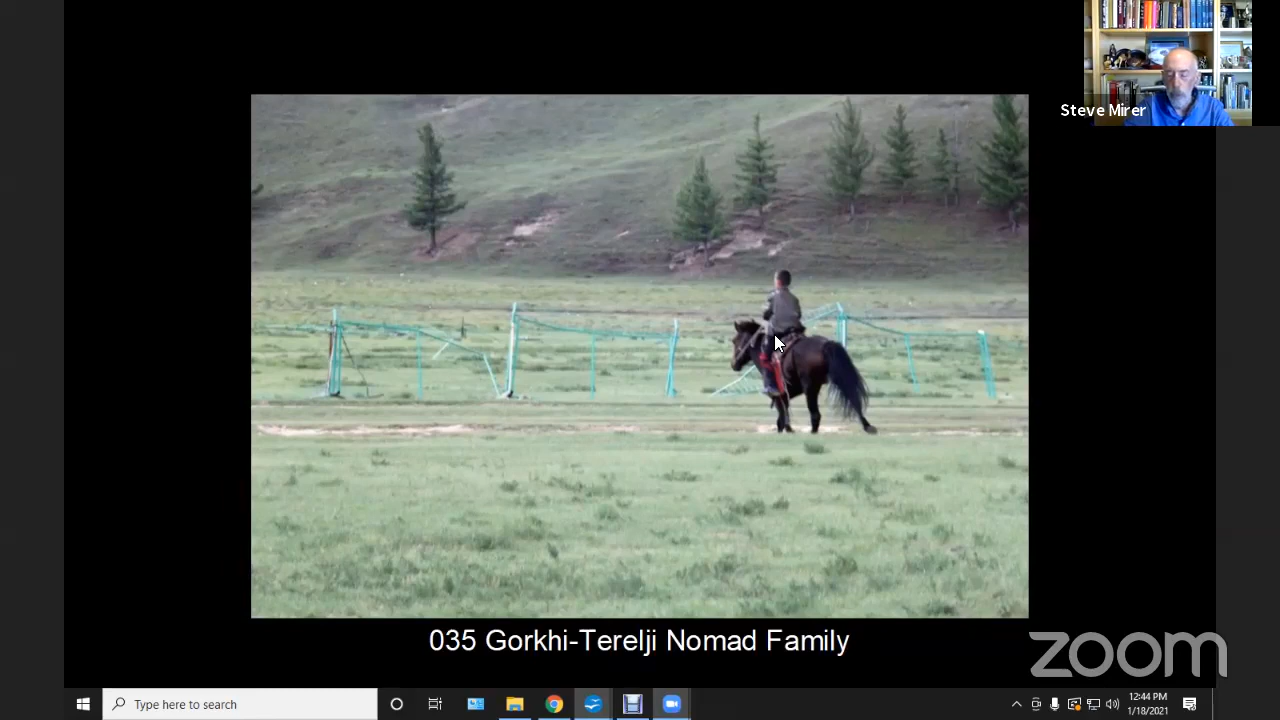 Steve Mirer
035 Gorkhi-Terelji Nomad Family
zoom
Type here to search
12:44 PM
1/18/2021